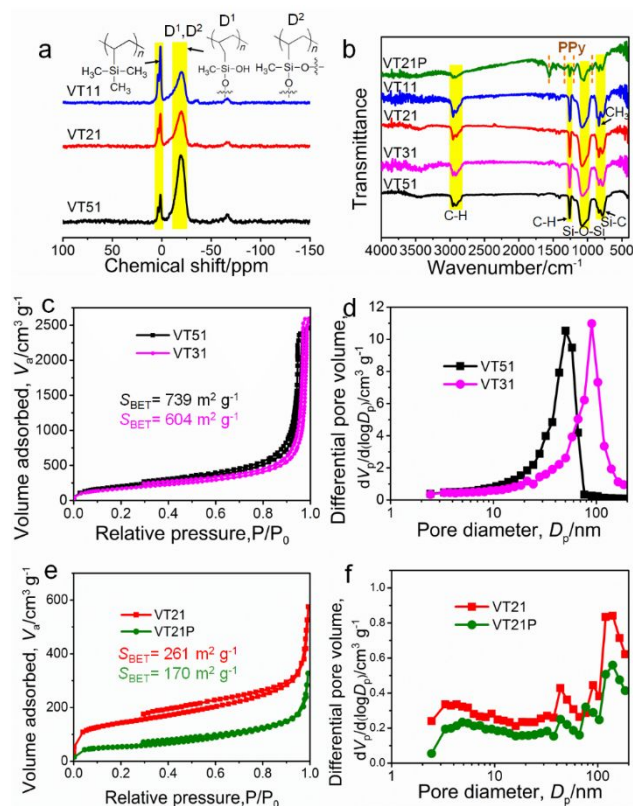 a
D¹,D²
D¹
D²
n
n
n
H₃C-Si-CH₃
CH₃
H₃C-Si-OH
O
H₃C-Si-O
O
VT11
VT21
VT51
100 50 0 -50 -100 -150
Chemical shift/ppm
b
PPy
VT21P
VT11
VT21
VT31
VT51
CH₃
C-H
C-H
Si-O-Si
Si-C
Transmittance
4000 3000 2000 1000
Wavenumber/cm⁻¹
c
VT51
VT31
S_BET= 739 m² g⁻¹
S_BET= 604 m² g⁻¹
Volume adsorbed, Vₐ/cm³ g⁻¹
2500
2000
1500
1000
500
0
0.0 0.2 0.4 0.6 0.8 1.0
Relative pressure,P/P₀
d
VT51
VT31
Differential pore volume,
dVₚ/d(logDₚ)/cm³ g⁻¹
12
10
8
6
4
2
0
1 10 100
Pore diameter, Dₚ/nm
e
VT21
VT21P
S_BET= 261 m² g⁻¹
S_BET= 170 m² g⁻¹
Volume adsorbed, Vₐ/cm³ g⁻¹
600
400
200
0
0.0 0.2 0.4 0.6 0.8 1.0
Relative pressure,P/P₀
f
VT21
VT21P
Differential pore volume,
dVₚ/d(logDₚ)/cm³ g⁻¹
1.0
0.8
0.6
0.4
0.2
0.0
1 10 100
Pore diameter, Dₚ/nm